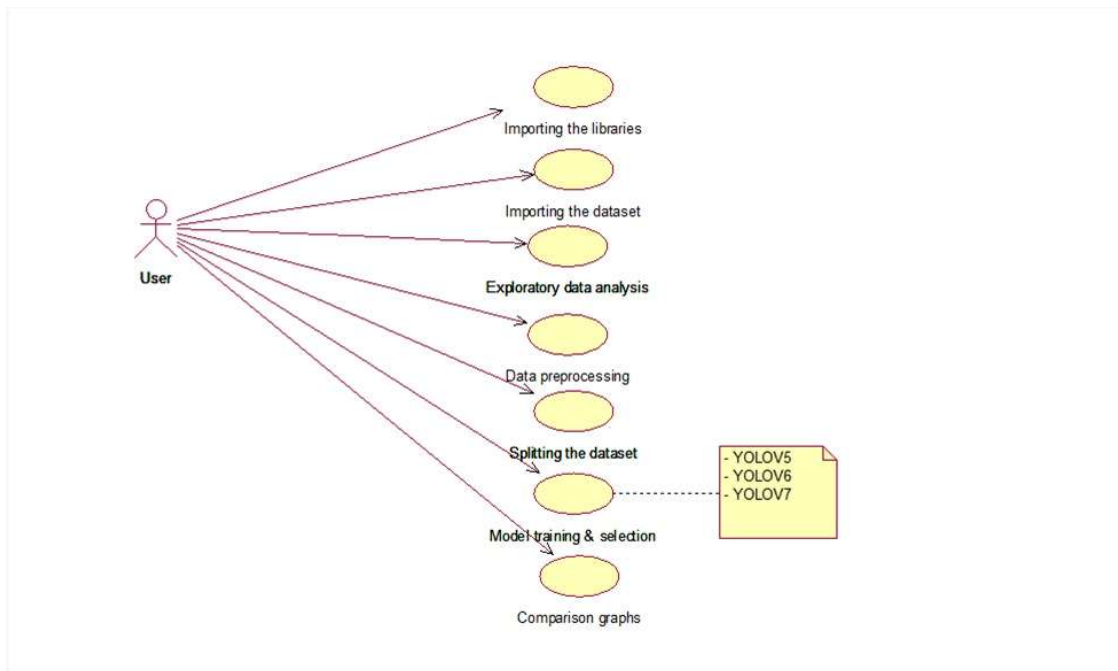 Importing the libraries
Importing the dataset
User
Exploratory data analysis
Data preprocessing
Splitting the dataset
- YOLOV5
- YOLOV6
- YOLOV7
Model training & selection
Comparison graphs